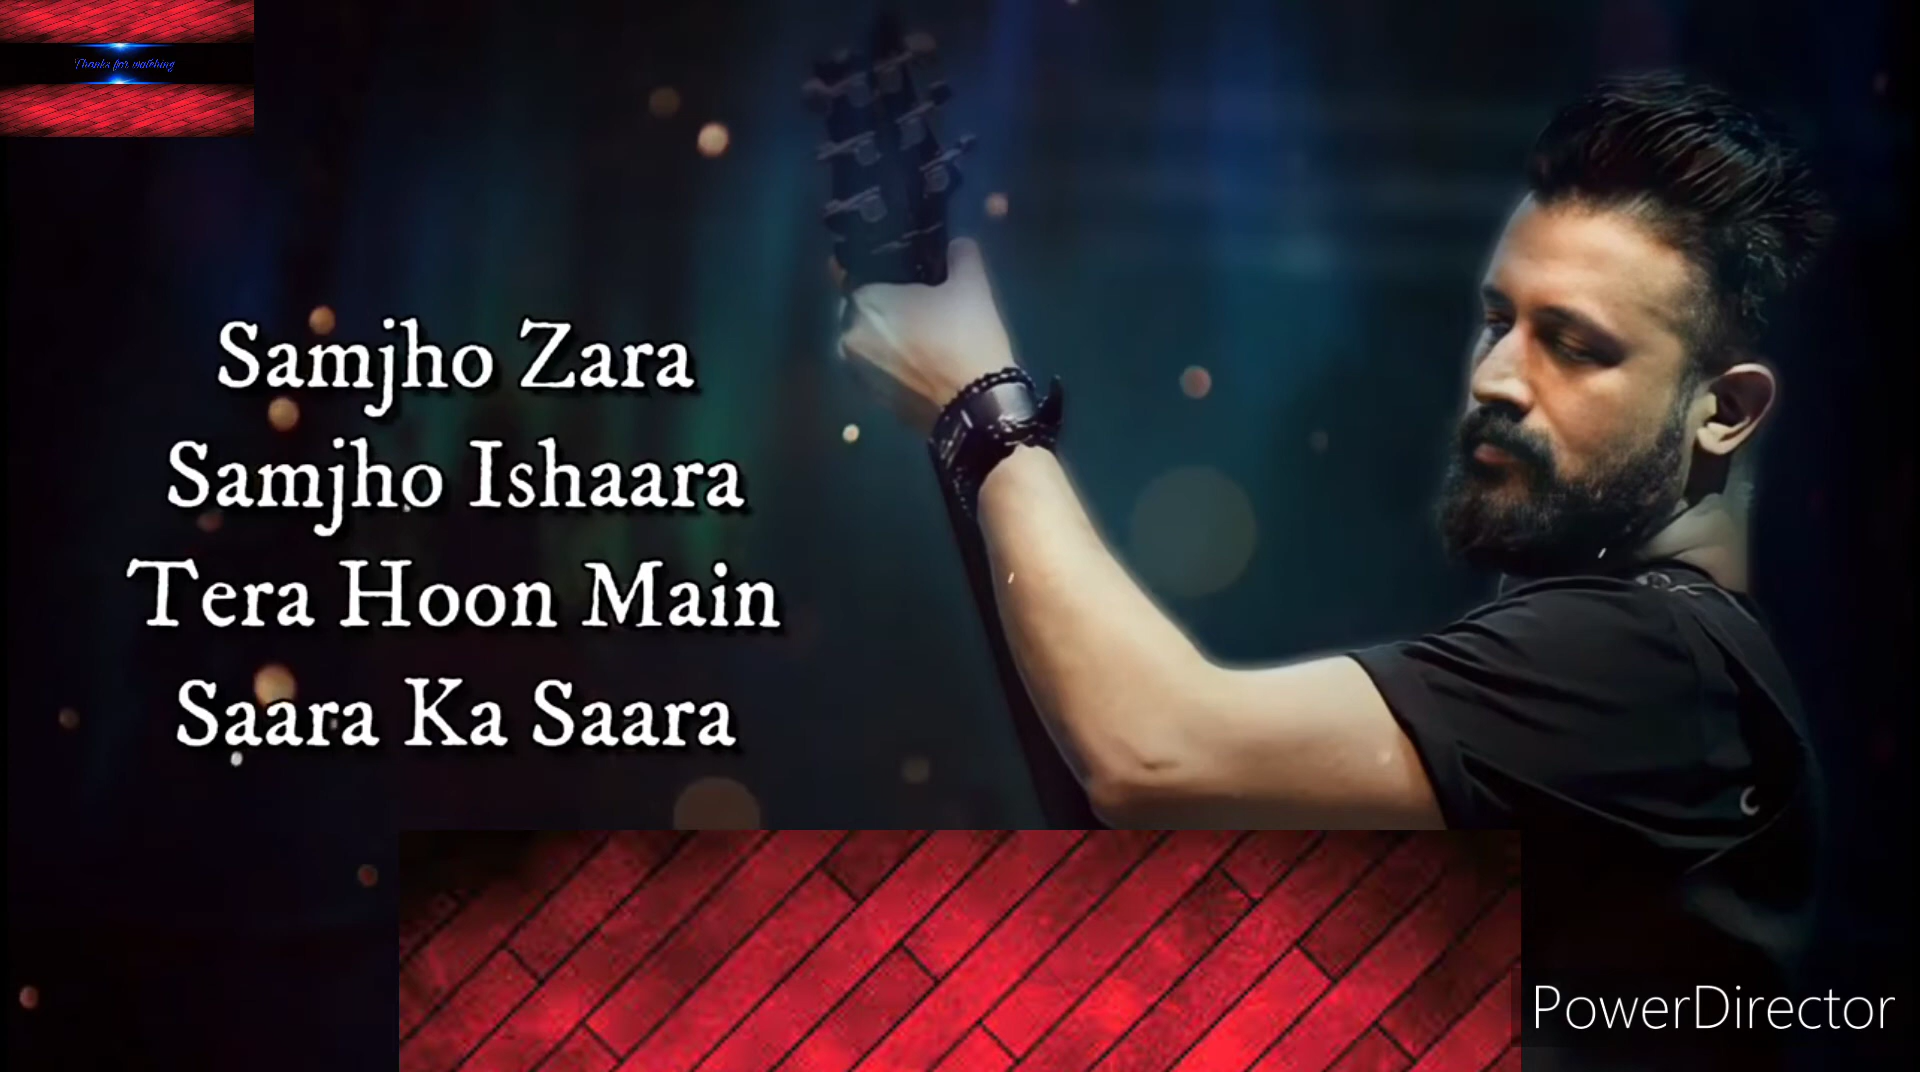 Thanks for watching
Samjho Zara
Samjho Ishaara
Tera Hoon Main
Saara Ka Saara
PowerDirector